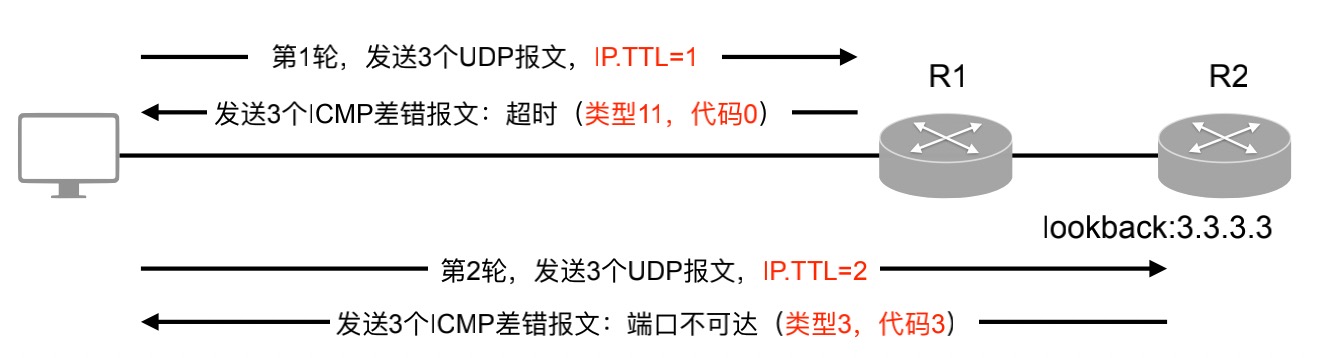 第1轮，发送3个UDP报文，IP.TTL=1
R1
R2
发送3个ICMP差错报文：超时（类型11，代码0）
lookback:3.3.3.3
第2轮，发送3个UDP报文，IP.TTL=2
发送3个ICMP差错报文：端口不可达（类型3，代码3）